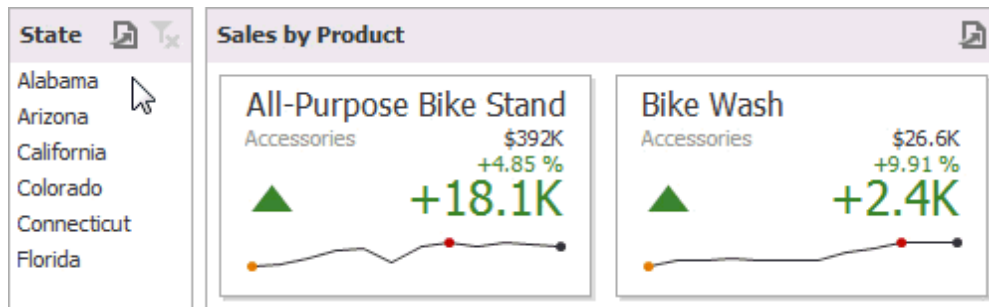 State
Alabama
Arizona
California
Colorado
Connecticut
Florida
Sales by Product
All-Purpose Bike Stand
Accessories $392K
+4.85 %
+18.1K
Bike Wash
Accessories $26.6K
+9.91 %
+2.4K